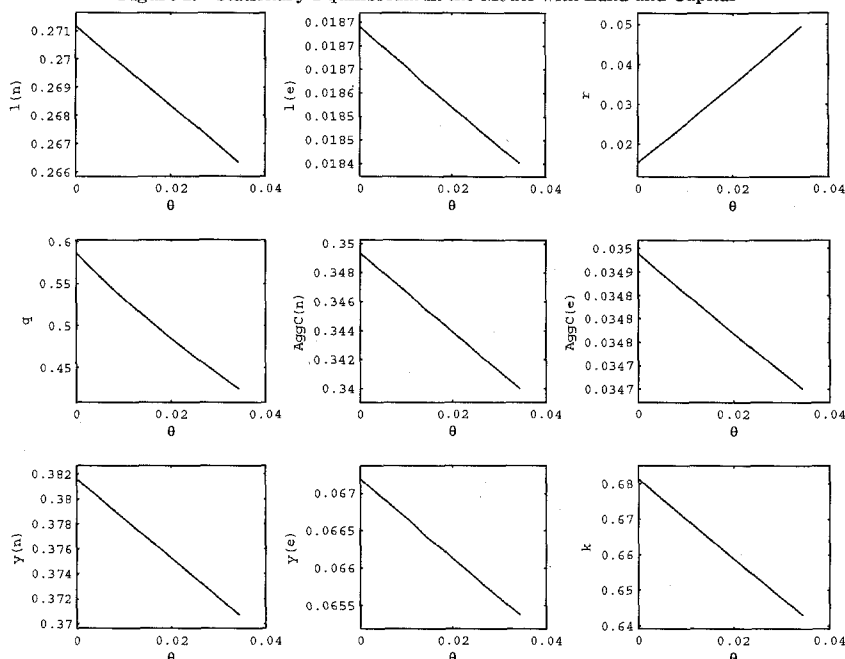 Figure Stationary Equilibrium in the Model with Land and Capital
0.271
0.27
0.269
0.268
0.267
0.266
l(n)
0 0.02 0.04
θ
0.0187
0.0187
0.0186
0.0185
0.0185
0.0184
l(e)
0 0.02 0.04
θ
0.05
0.04
0.03
0.02
r
0 0.02 0.04
θ
0.6
0.55
0.5
0.45
q
0 0.02 0.04
θ
0.35
0.348
0.346
0.344
0.342
0.34
AggC(n)
0 0.02 0.04
θ
0.035
0.0349
0.0348
0.0348
0.0347
0.0347
AggC(e)
0 0.02 0.04
θ
0.382
0.38
0.378
0.376
0.374
0.372
0.37
y(n)
0 0.02 0.04
θ
0.067
0.0665
0.066
0.0655
y(e)
0 0.02 0.04
θ
0.68
0.67
0.66
0.65
0.64
k
0 0.02 0.04
θ